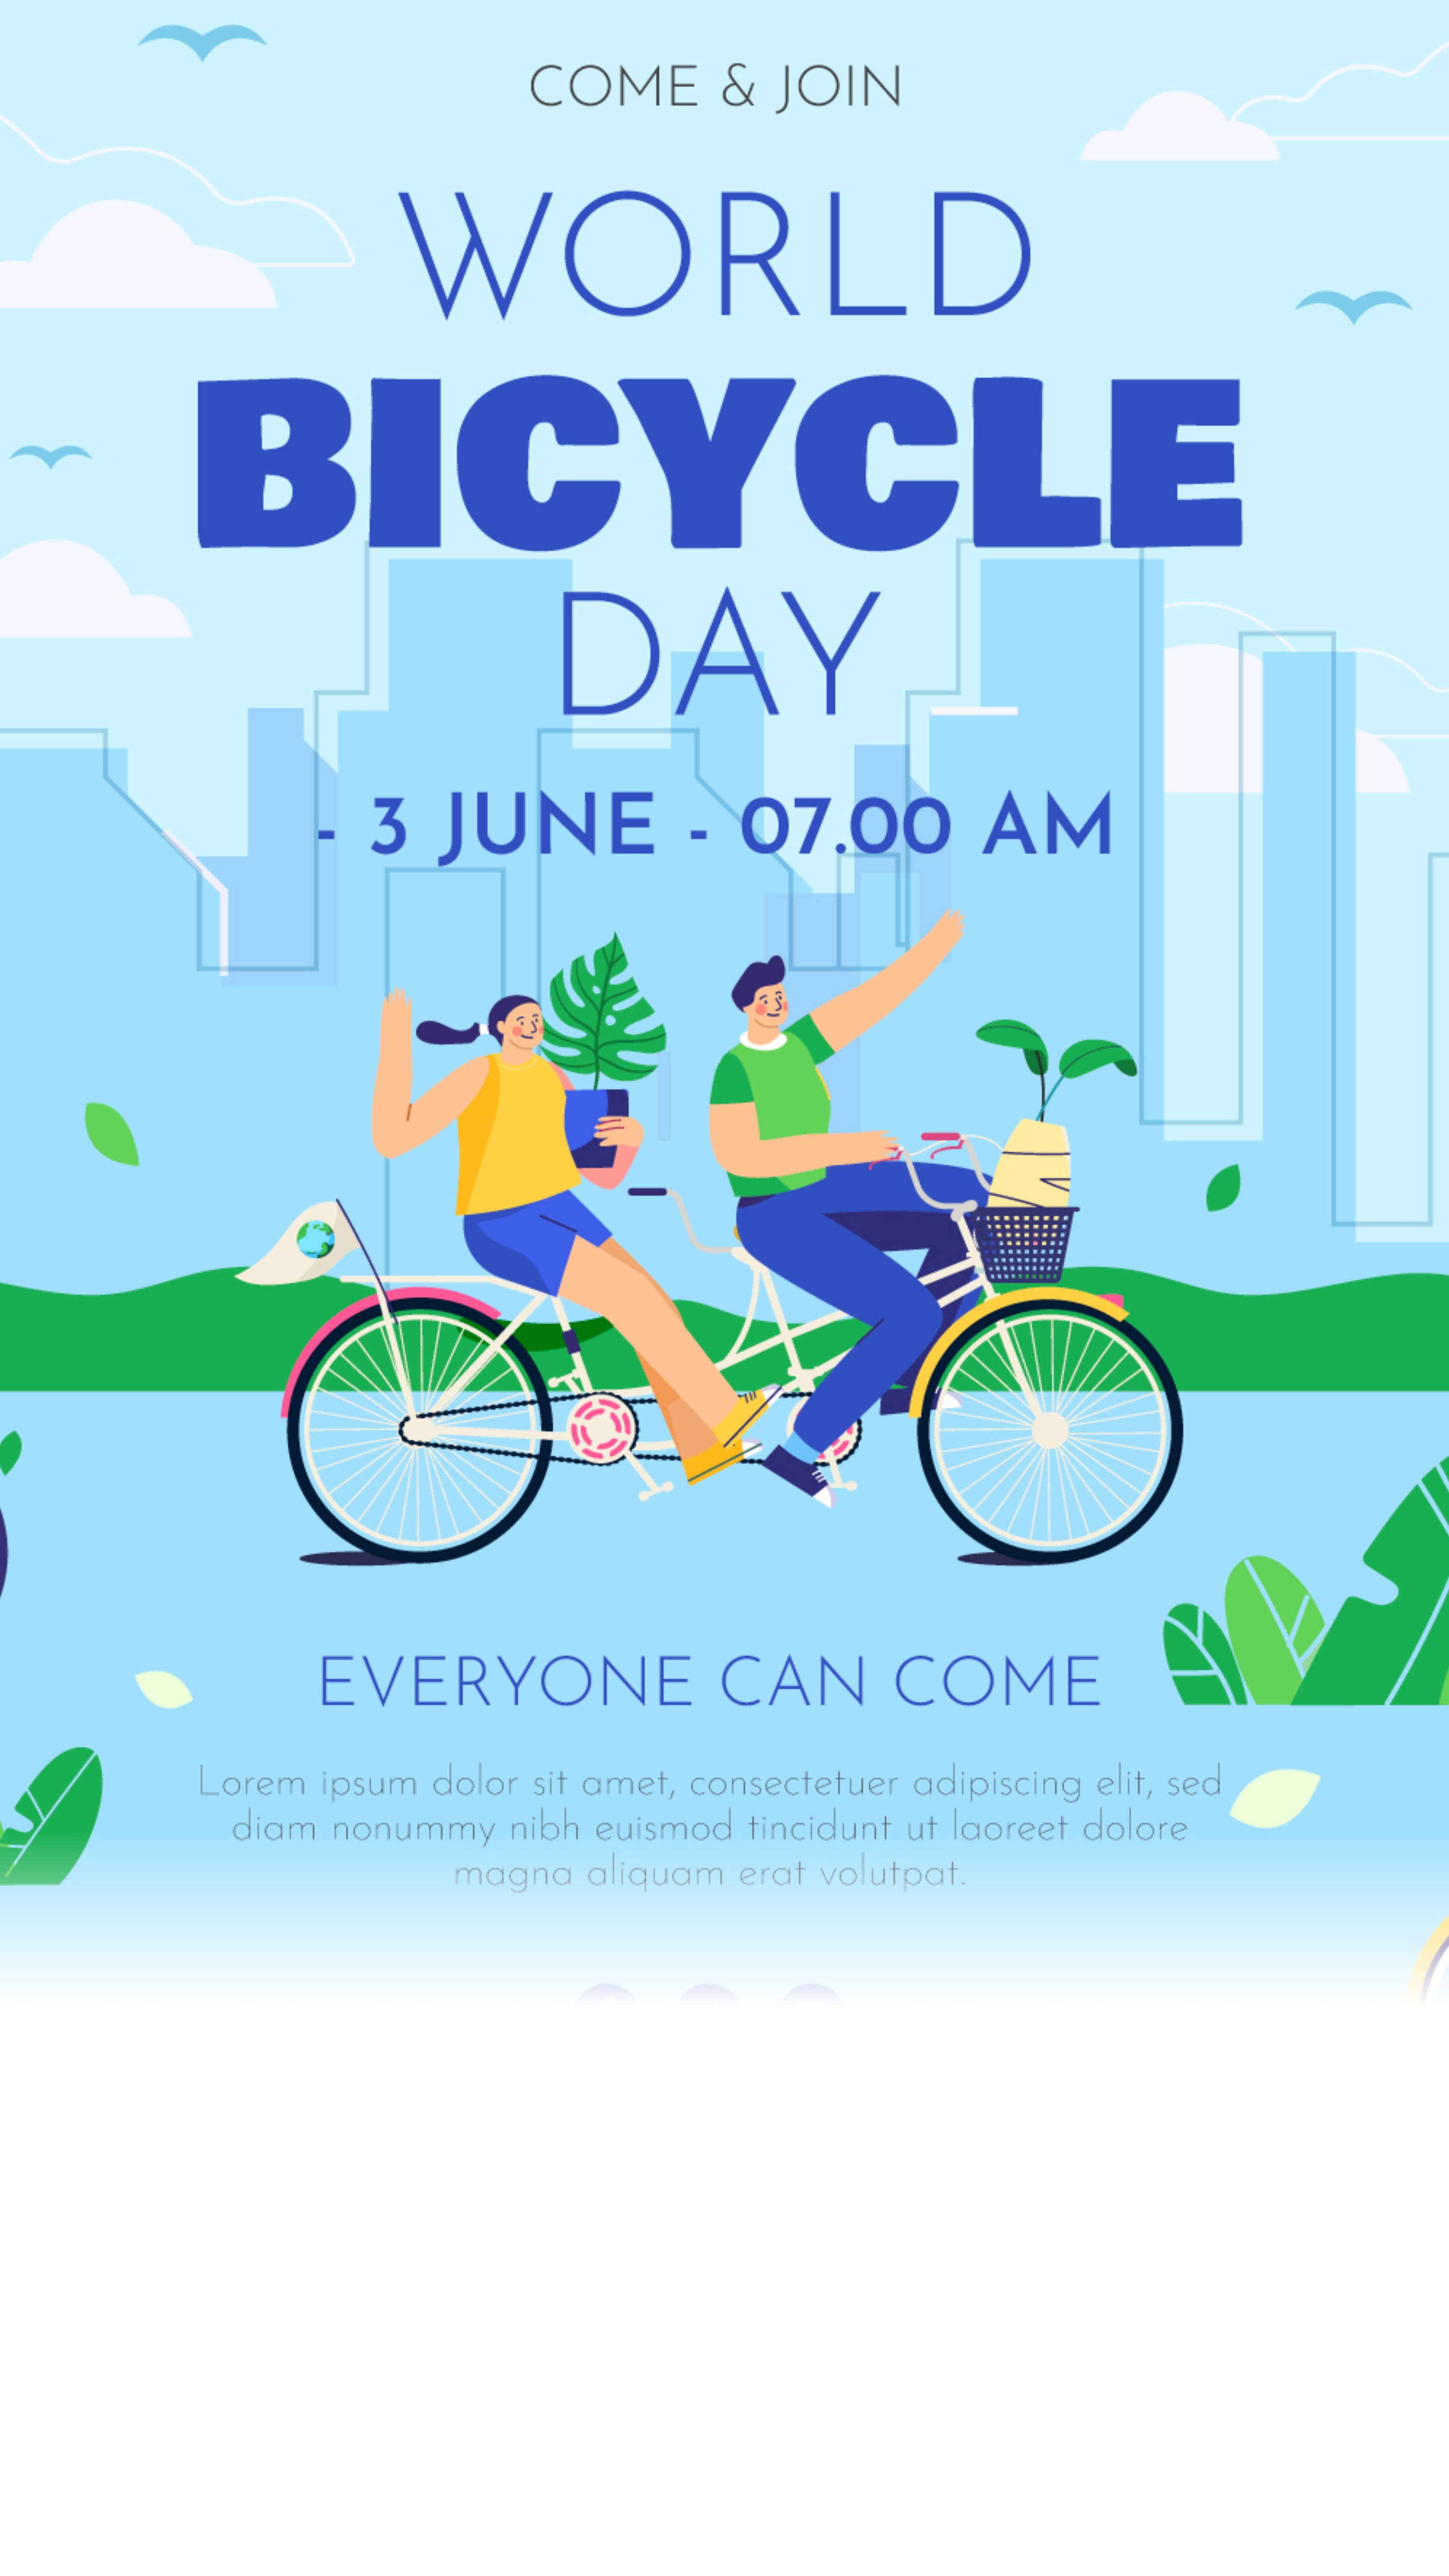 COME & JOIN
WORLD
BICYCLE
DAY
- 3 JUNE - 07.00 AM
EVERYONE CAN COME
Lorem ipsum dolor sit amet, consectetuer adipiscing elit, sed
diam nonummy nibh euismod tincidunt ut laoreet dolore
magna aliquam erat volutpat.